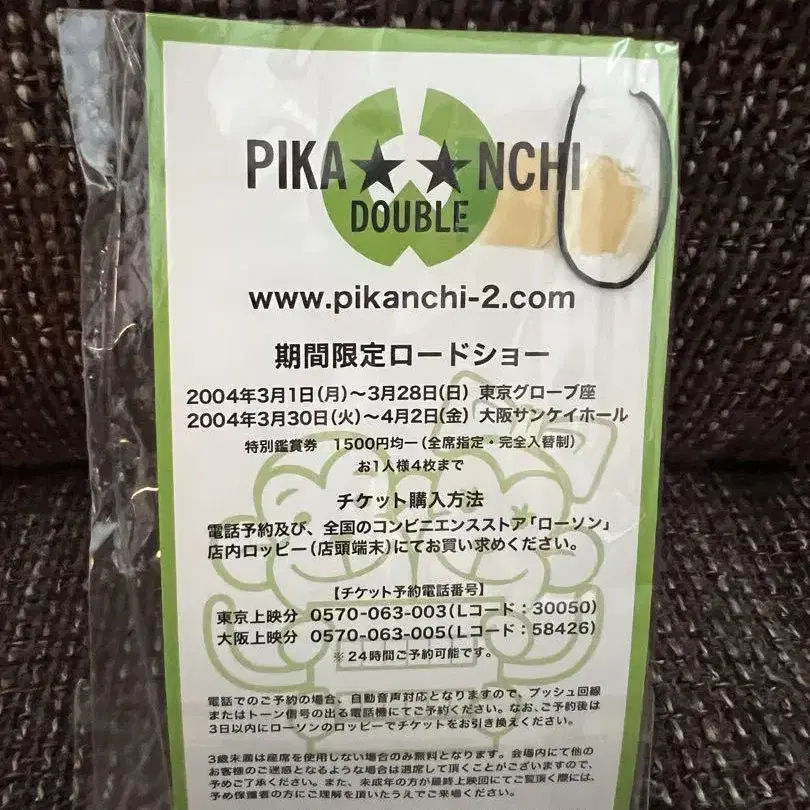 PIKA★★NCHI
DOUBLE
www.pikanchi-2.com
期間限定ロードショー
2004年3月1日(月)～3月28日(日) 東京グローブ座
2004年3月30日(火)～4月2日(金) 大阪サンケイホール
特別鑑賞券 1500円均一(全席指定・完全入替制)
お1人様4枚まで
チケット購入方法
電話予約及び、全国のコンビニエンスストア「ローソン」
店内ロッピー(店頭端末)にてお買い求めください。
【チケット予約電話番号】
東京上映分 0570-063-003(Lコード：30050)
大阪上映分 0570-063-005(Lコード：58426)
※24時間ご予約可能です。
電話でのご予約の場合、自動音声対応となりますので、プッシュ回線
またはトーン信号の出る電話機にてご予約ください。なお、ご予約後は
3日以内にローソンのロッピーでチケットをお引き換えください。
3歳未満は座席を使用しない場合のみ無料となります。会場内にて他の
お客様のご迷惑となるような場合は退席して頂くことがございますので、
予めご了承ください。また、未成年の方が最終上映回にてご覧頂く際には、
予め保護者の方にご理解を頂いたうえでご来場ください。